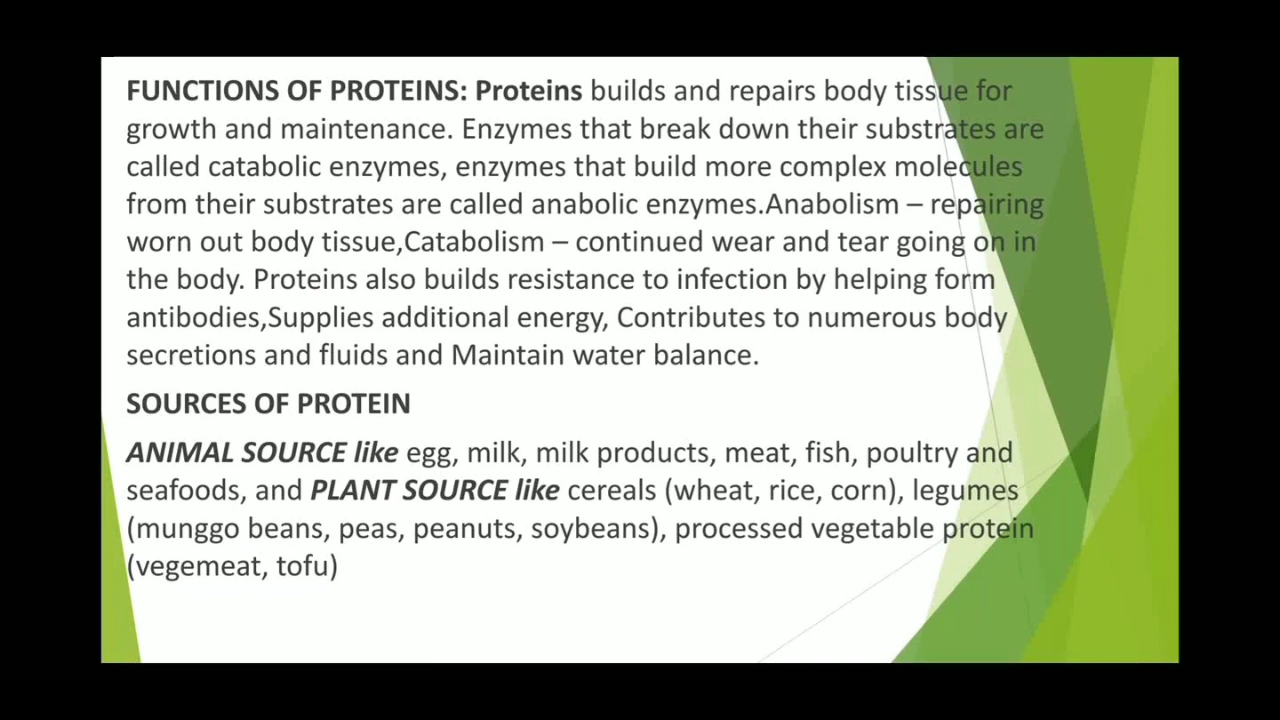 FUNCTIONS OF PROTEINS: Proteins builds and repairs body tissue for
growth and maintenance. Enzymes that break down their substrates are
called catabolic enzymes, enzymes that build more complex molecules
from their substrates are called anabolic enzymes.Anabolism – repairing
worn out body tissue,Catabolism – continued wear and tear going on in
the body. Proteins also builds resistance to infection by helping form
antibodies,Supplies additional energy, Contributes to numerous body
secretions and fluids and Maintain water balance.
SOURCES OF PROTEIN
ANIMAL SOURCE like egg, milk, milk products, meat, fish, poultry and
seafoods, and PLANT SOURCE like cereals (wheat, rice, corn), legumes
(munggo beans, peas, peanuts, soybeans), processed vegetable protein
(vegemeat, tofu)